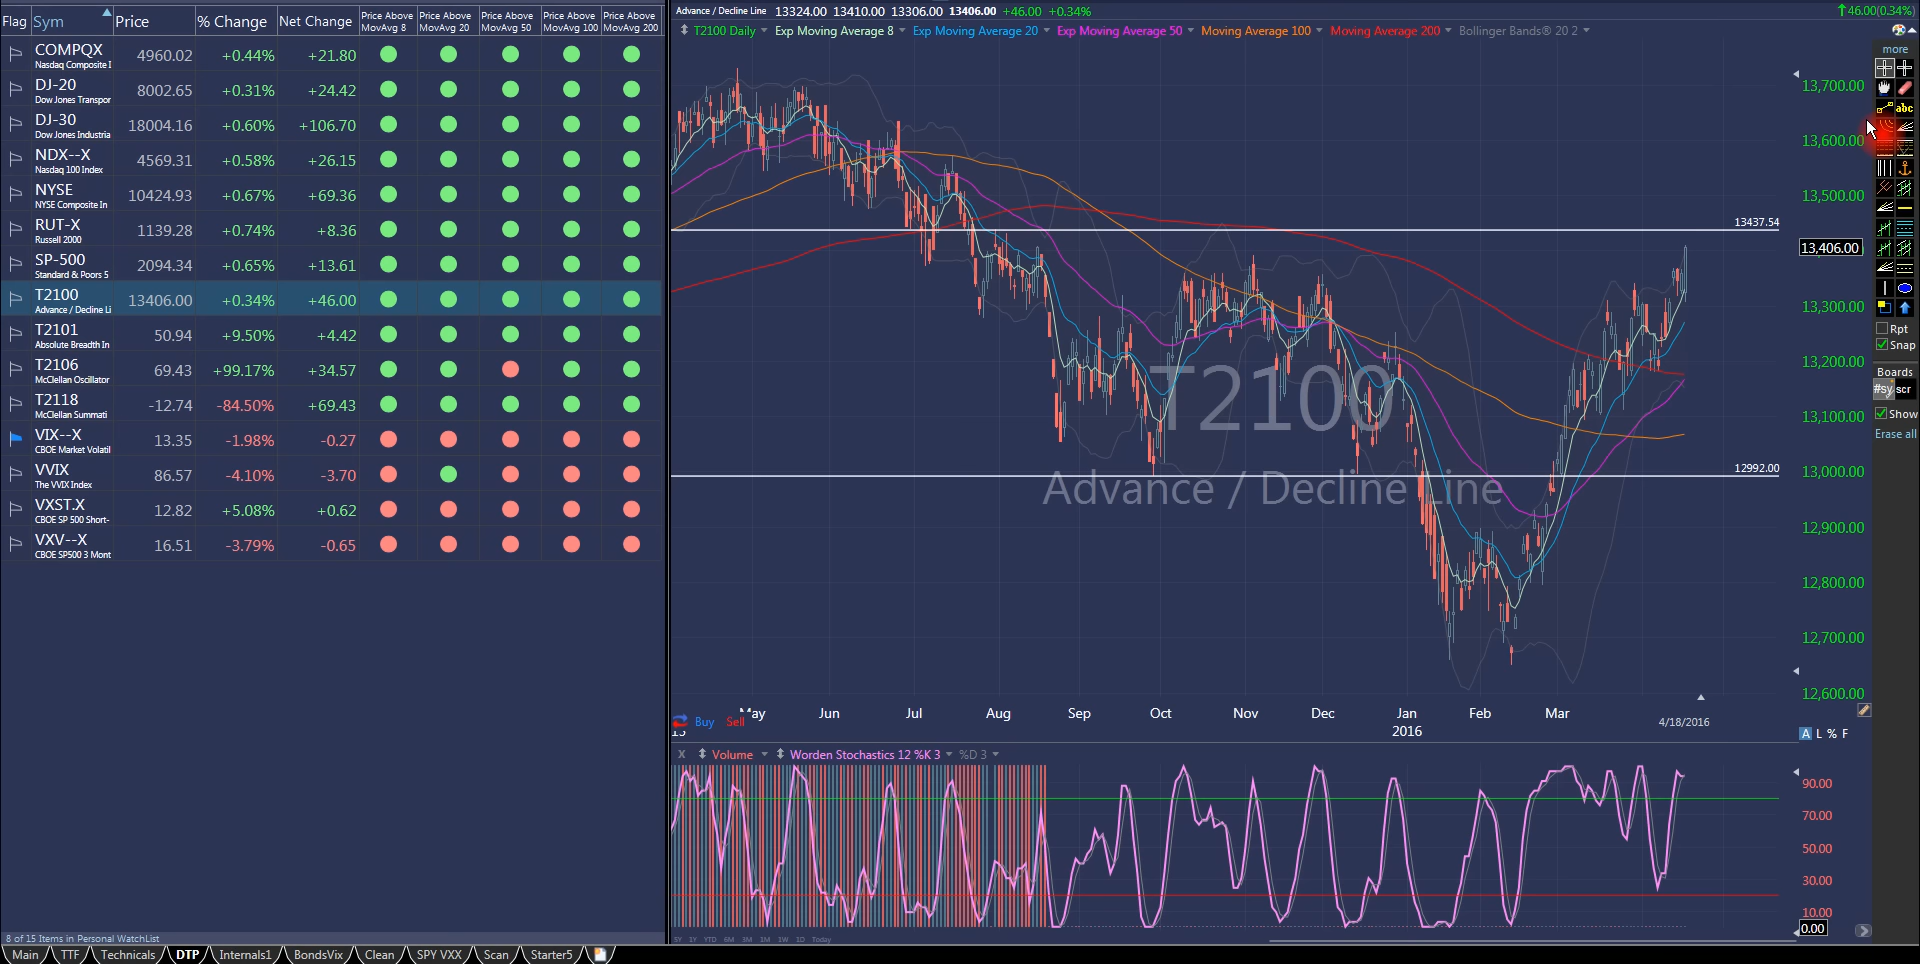 Flag Sym Price % Change Net Change Price Above MovAvg 8 Price Above MovAvg 20 Price Above MovAvg 50 Price Above MovAvg 100 Price Above MovAvg 200
COMPQX 4960.02 +0.44% +21.80
Nasdaq Composite I
DJ-20 8002.65 +0.31% +24.42
Dow Jones Transpor
DJ-30 18004.16 +0.60% +106.70
Dow Jones Industria
NDX--X 4569.31 +0.58% +26.15
Nasdaq 100 Index
NYSE 10424.93 +0.67% +69.36
NYSE Composite In
RUT-X 1139.28 +0.74% +8.36
Russell 2000
SP-500 2094.34 +0.65% +13.61
Standard & Poors 5
T2100 13406.00 +0.34% +46.00
Advance / Decline Li
T2101 50.94 +9.50% +4.42
Absolute Breadth In
T2106 69.43 +99.17% +34.57
McClellan Oscillator
T2118 -12.74 -84.50% +69.43
McClellan Summati
VIX--X 13.35 -1.98% -0.27
CBOE Market Volatil
VVIX 86.57 -4.10% -3.70
The VVIX Index
VXST.X 12.82 +5.08% +0.62
CBOE SP 500 Short-
VXV--X 16.51 -3.79% -0.65
CBOE SP500 3 Mont
8 of 15 Items in Personal WatchList
Main TTF Technicals DTP Internals1 BondsVix Clean SPY VXX Scan Starter5
Advance / Decline Line 13324.00 13410.00 13306.00 13406.00 +46.00 +0.34%
46.00(0.34%)
T2100 Daily Exp Moving Average 8 Exp Moving Average 20 Exp Moving Average 50 Moving Average 100 Moving Average 200 Bollinger Bands® 20 2
13,700.00
13,600.00
13,500.00
13437.54
13,406.00
13,300.00
13,200.00
13,100.00
13,000.00
12992.00
12,900.00
12,800.00
12,700.00
12,600.00
T2100
Advance / Decline Line
May Jun Jul Aug Sep Oct Nov Dec Jan Feb Mar
15 2016 4/18/2016
Buy Sell
A L % F
X Volume Worden Stochastics 12 %K 3 %D 3
90.00
70.00
50.00
30.00
10.00
0.00
5Y 1Y YTD 6M 3M 1M 1W 1D Today
more
abc
Rpt
Snap
Boards
#sy scr
Show
Erase all